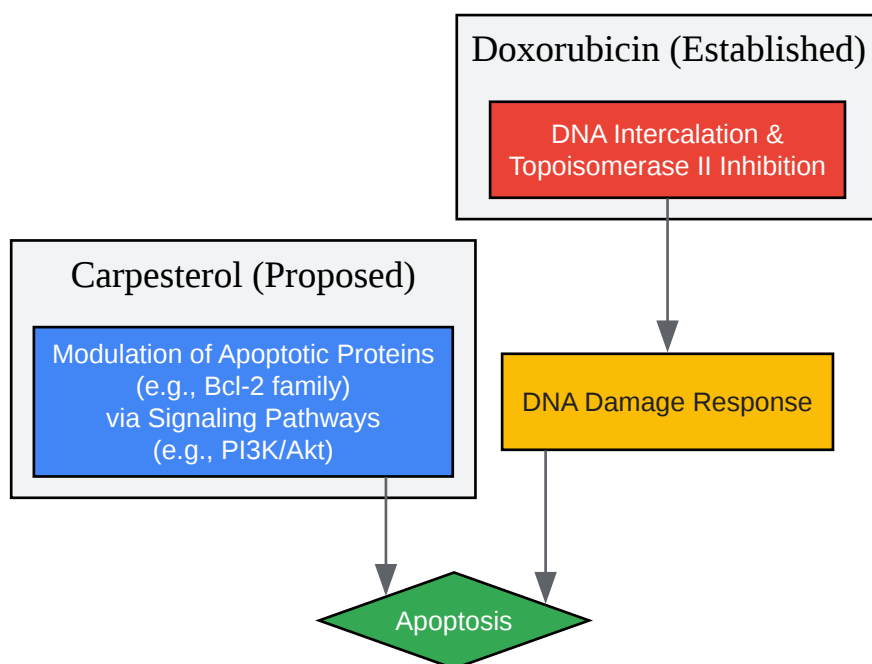 Doxorubicin (Established)
DNA Intercalation &
Topoisomerase II Inhibition
Carpesterol (Proposed)
Modulation of Apoptotic Proteins
(e.g., Bcl-2 family)
via Signaling Pathways
(e.g., PI3K/Akt)
DNA Damage Response
Apoptosis